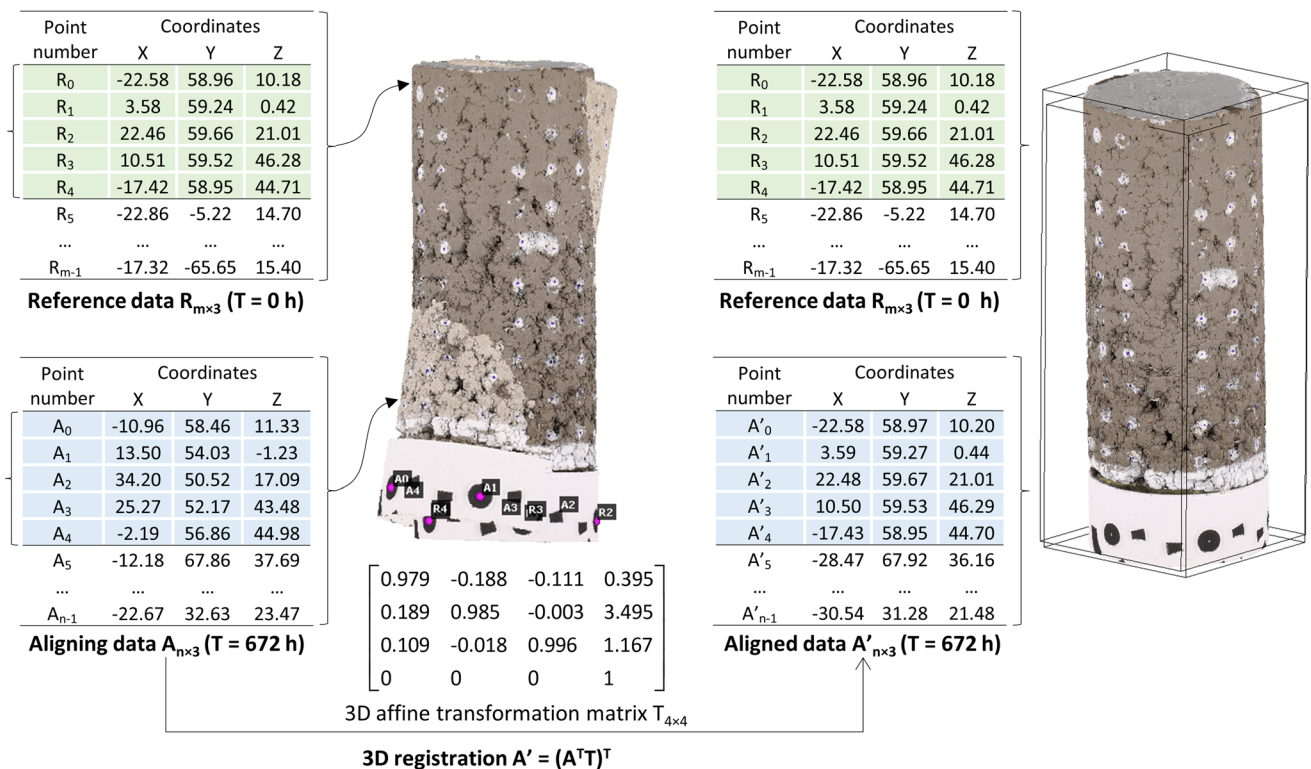 Point number Coordinates
X Y Z
R0 -22.58 58.96 10.18
R1 3.58 59.24 0.42
R2 22.46 59.66 21.01
R3 10.51 59.52 46.28
R4 -17.42 58.95 44.71
R5 -22.86 -5.22 14.70
... ... ... ...
Rm-1 -17.32 -65.65 15.40
Reference data Rm×3 (T = 0 h)
Point number Coordinates
X Y Z
A0 -10.96 58.46 11.33
A1 13.50 54.03 -1.23
A2 34.20 50.52 17.09
A3 25.27 52.17 43.48
A4 -2.19 56.86 44.98
A5 -12.18 67.86 37.69
... ... ... ...
An-1 -22.67 32.63 23.47
Aligning data An×3 (T = 672 h)
A0
A4
A1
R4
A3
R3
A2
R2
0.979 -0.188 -0.111 0.395
0.189 0.985 -0.003 3.495
0.109 -0.018 0.996 1.167
0 0 0 1
3D affine transformation matrix T4×4
3D registration A' = (AᵀT)ᵀ
Point number Coordinates
X Y Z
R0 -22.58 58.96 10.18
R1 3.58 59.24 0.42
R2 22.46 59.66 21.01
R3 10.51 59.52 46.28
R4 -17.42 58.95 44.71
R5 -22.86 -5.22 14.70
... ... ... ...
Rm-1 -17.32 -65.65 15.40
Reference data Rm×3 (T = 0 h)
Point number Coordinates
X Y Z
A'0 -22.58 58.97 10.20
A'1 3.59 59.27 0.44
A'2 22.48 59.67 21.01
A'3 10.50 59.53 46.29
A'4 -17.43 58.95 44.70
A'5 -28.47 67.92 36.16
... ... ... ...
A'n-1 -30.54 31.28 21.48
Aligned data A'n×3 (T = 672 h)